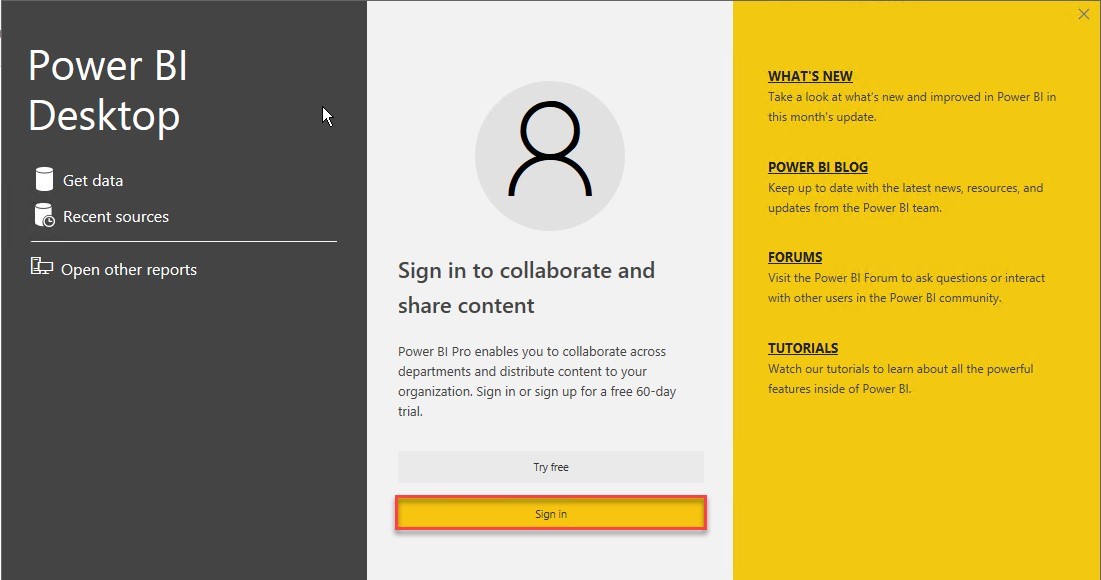 Power BI
Desktop
Get data
Recent sources
Open other reports
Sign in to collaborate and
share content
Power BI Pro enables you to collaborate across
departments and distribute content to your
organization. Sign in or sign up for a free 60-day
trial.
Try free
Sign in
WHAT'S NEW
Take a look at what's new and improved in Power BI in
this month's update.
POWER BI BLOG
Keep up to date with the latest news, resources, and
updates from the Power BI team.
FORUMS
Visit the Power BI Forum to ask questions or interact
with other users in the Power BI community.
TUTORIALS
Watch our tutorials to learn about all the powerful
features inside of Power BI.